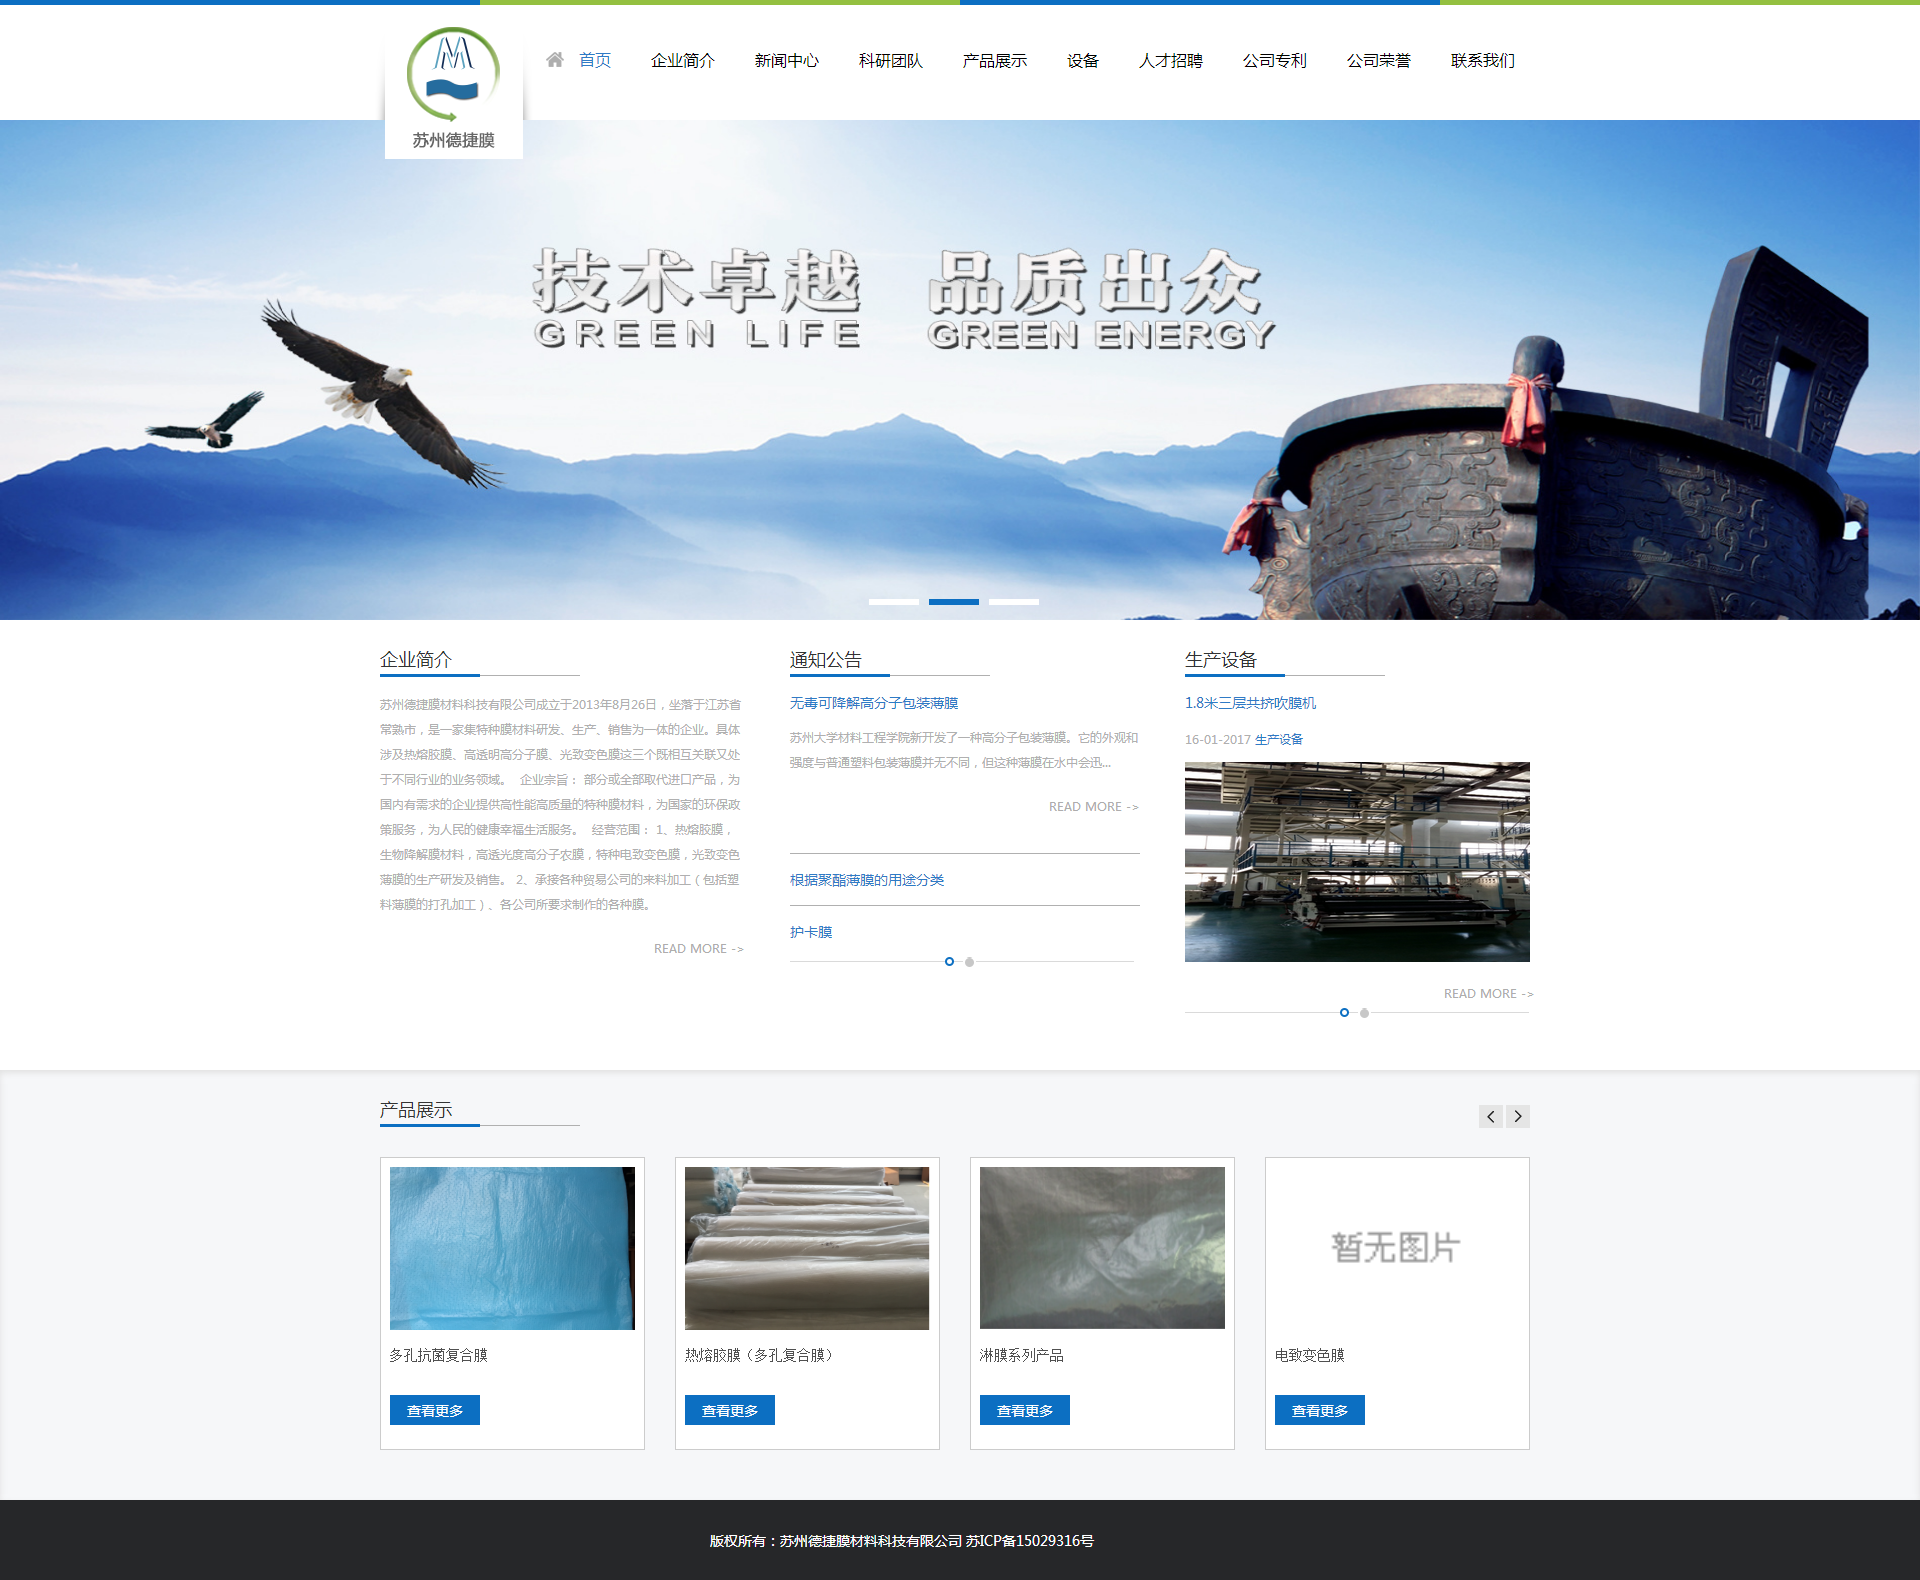 苏州德捷膜
首页 企业简介 新闻中心 科研团队 产品展示 设备 人才招聘 公司专利 公司荣誉 联系我们
技术卓越 品质出众
GREEN LIFE GREEN ENERGY
企业简介
苏州德捷膜材料科技有限公司成立于2013年8月26日，坐落于江苏省
常熟市，是一家集特种膜材料研发、生产、销售为一体的企业。具体
涉及热熔胶膜、高透明高分子膜、光致变色膜这三个既相互关联又处
于不同行业的业务领域。 企业宗旨： 部分或全部取代进口产品，为
国内有需求的企业提供高性能高质量的特种膜材料，为国家的环保政
策服务，为人民的健康幸福生活服务。 经营范围： 1、热熔胶膜，
生物降解膜材料，高透光度高分子农膜，特种电致变色膜，光致变色
薄膜的生产研发及销售。 2、承接各种贸易公司的来料加工（包括塑
料薄膜的打孔加工）、各公司所要求制作的各种膜。
READ MORE ->
通知公告
无毒可降解高分子包装薄膜
苏州大学材料工程学院新开发了一种高分子包装薄膜。它的外观和
强度与普通塑料包装薄膜并无不同，但这种薄膜在水中会迅...
READ MORE ->
根据聚酯薄膜的用途分类
护卡膜
生产设备
1.8米三层共挤吹膜机
16-01-2017 生产设备
READ MORE ->
产品展示
暂无图片
多孔抗菌复合膜
热熔胶膜（多孔复合膜）
淋膜系列产品
电致变色膜
查看更多
查看更多
查看更多
查看更多
版权所有：苏州德捷膜材料科技有限公司 苏ICP备15029316号